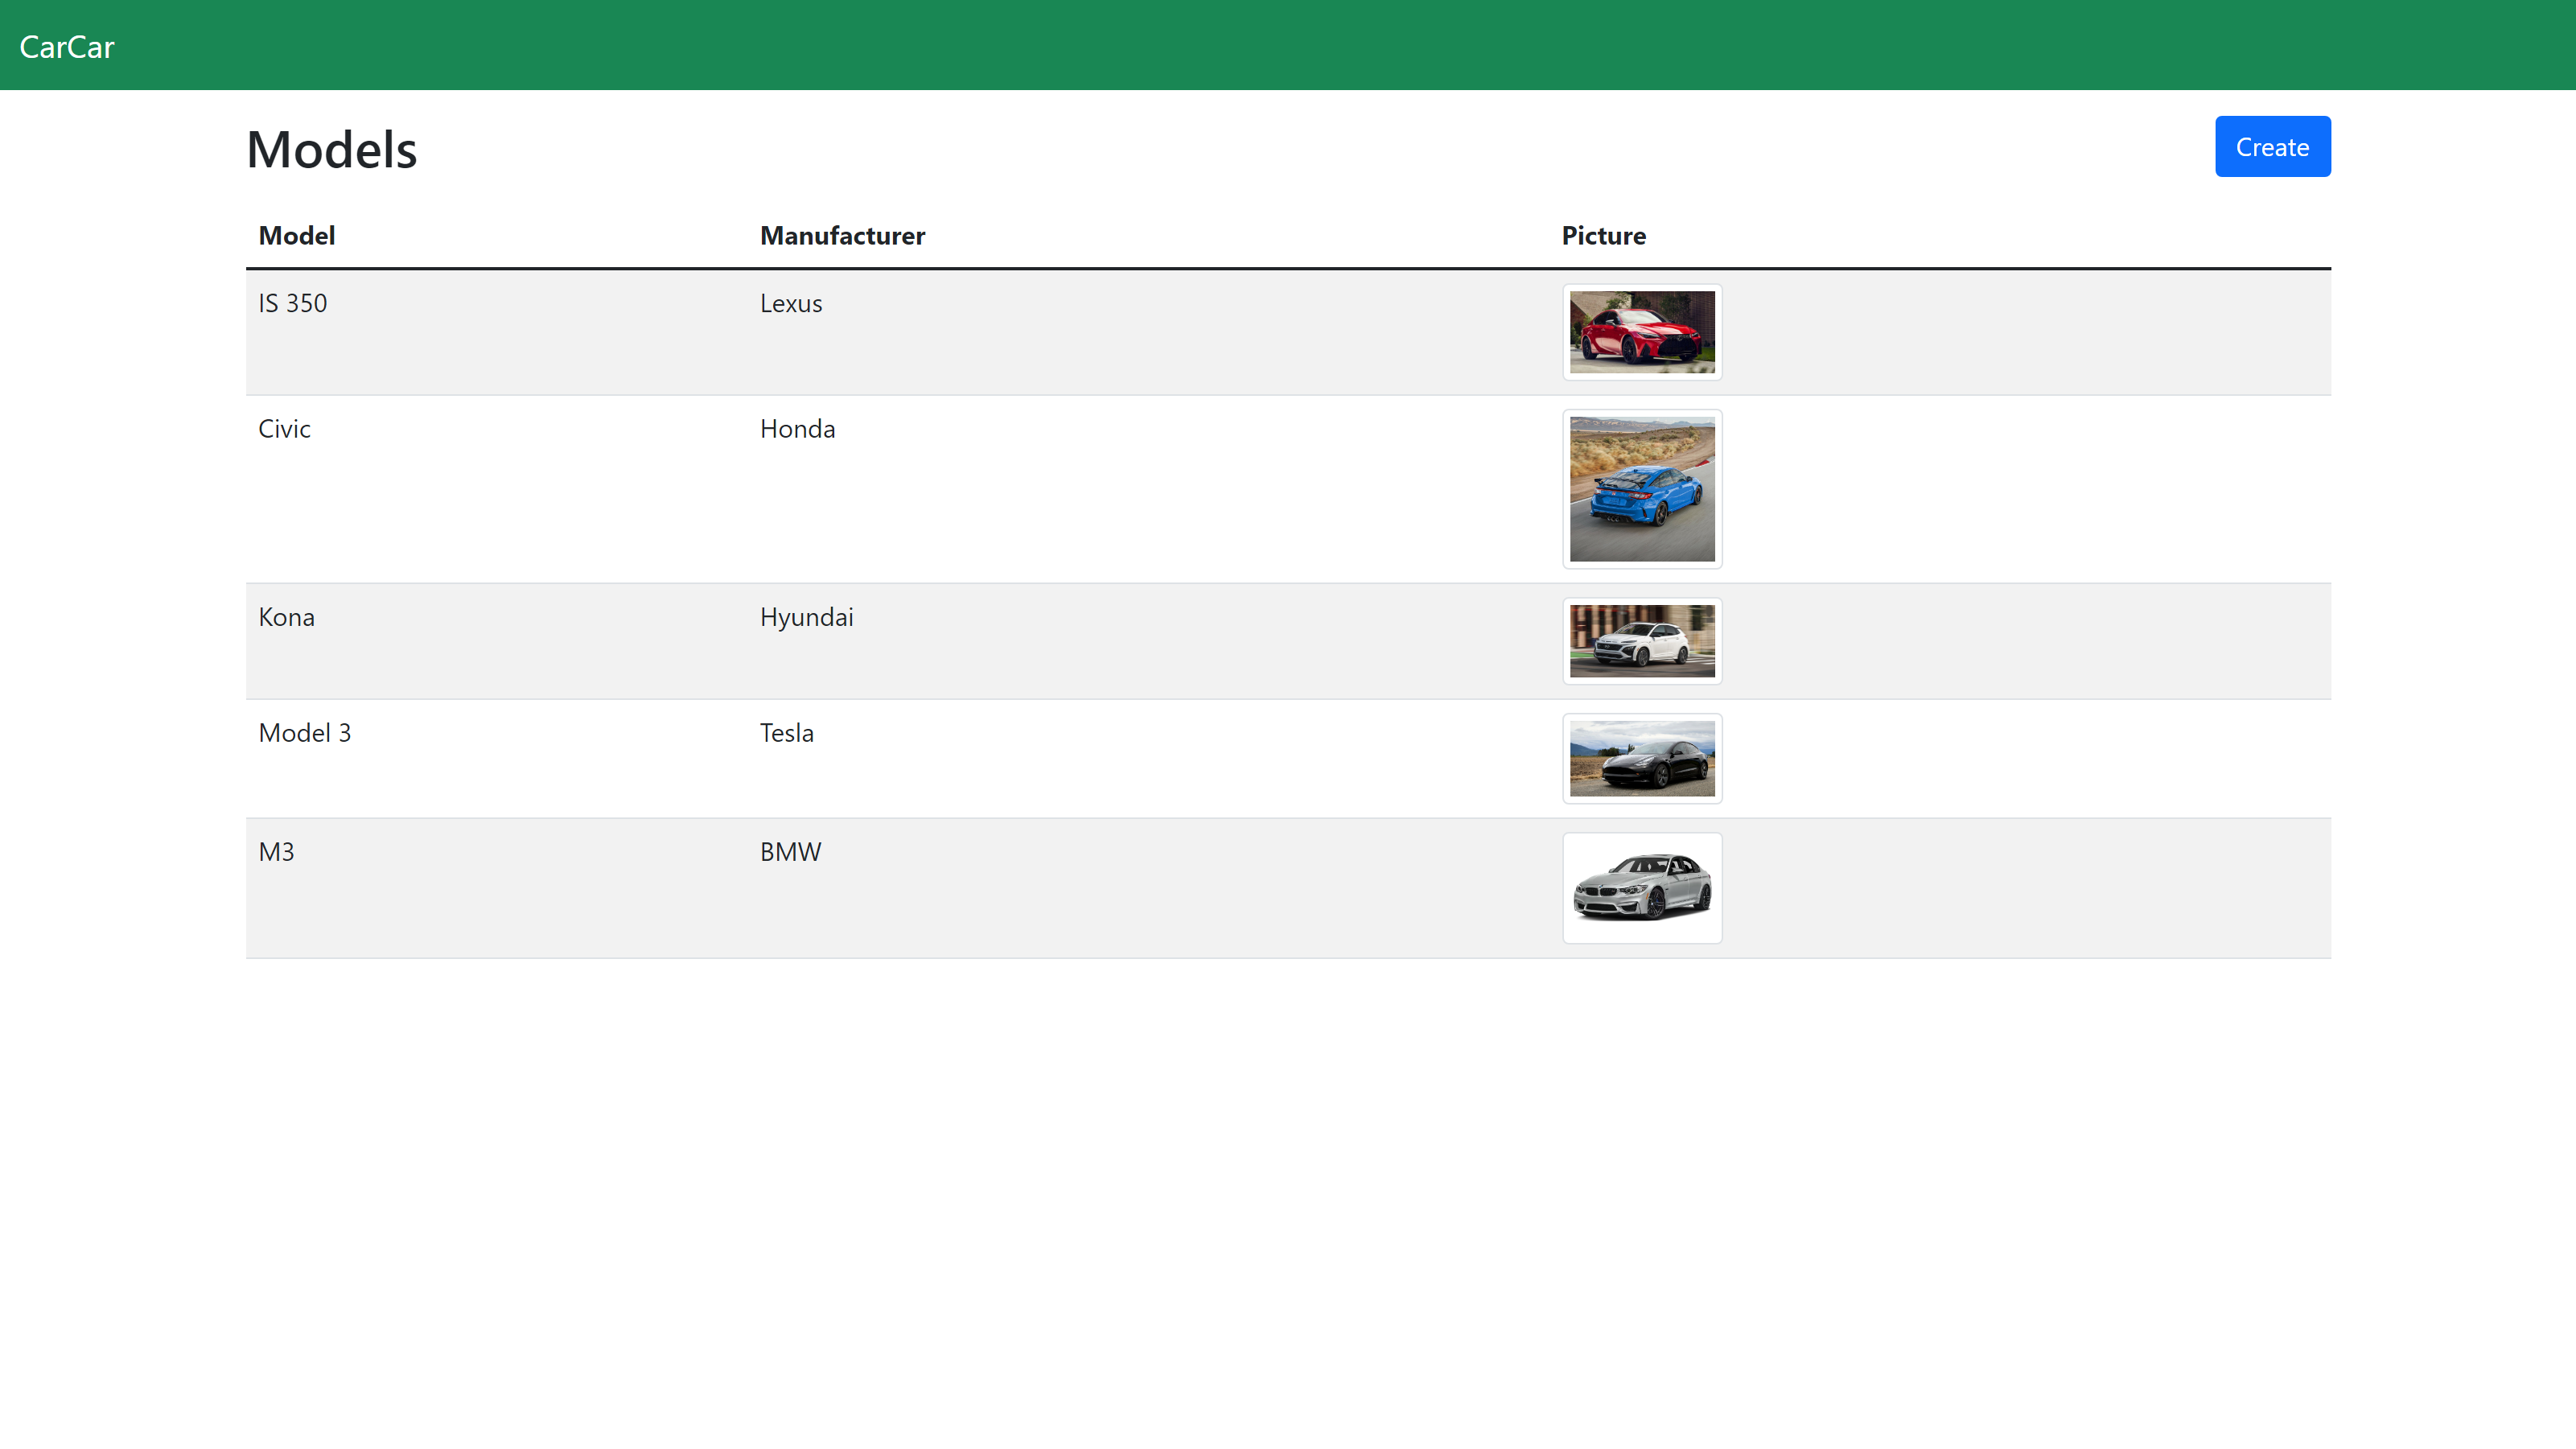 CarCar
Models
Create
Model Manufacturer Picture
IS 350 Lexus
Civic Honda
Kona Hyundai
Model 3 Tesla
M3 BMW